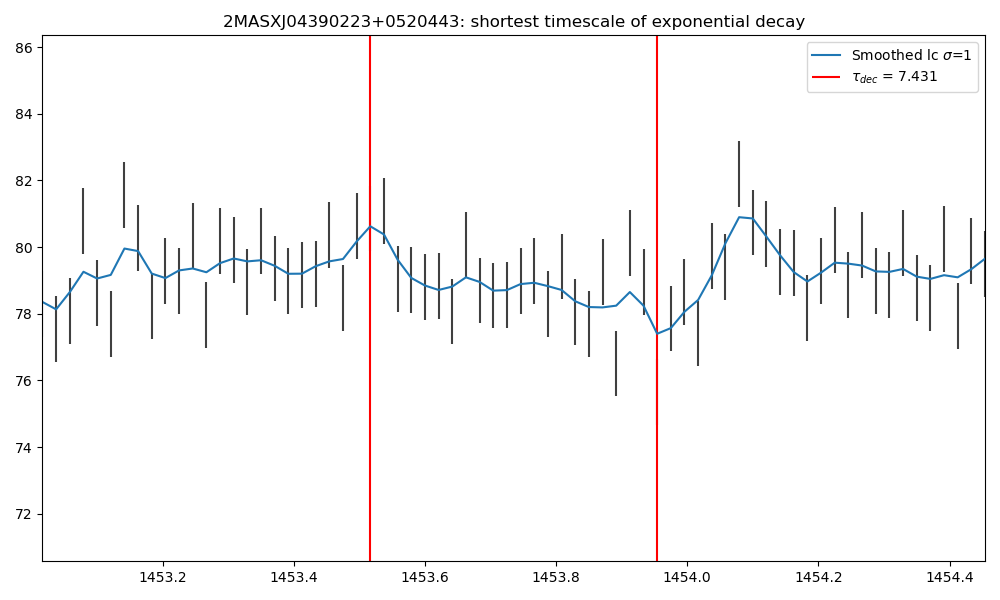 2MASXJ04390223+0520443: shortest timescale of exponential decay
Smoothed lc σ=1
τ_dec = 7.431
86
84
82
80
78
76
74
72
1453.2 1453.4 1453.6 1453.8 1454.0 1454.2 1454.4